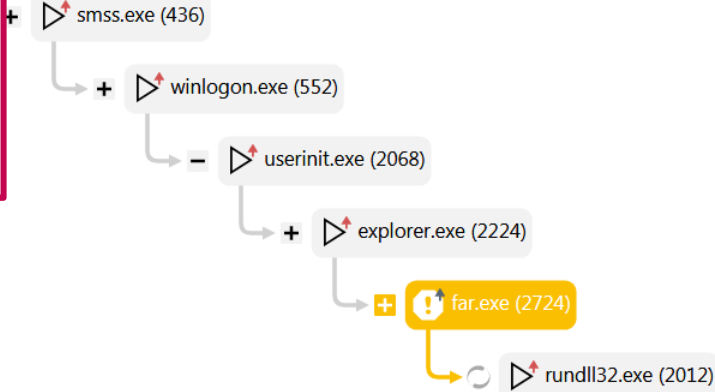 smss.exe (436)
winlogon.exe (552)
userinit.exe (2068)
explorer.exe (2224)
far.exe (2724)
rundll32.exe (2012)